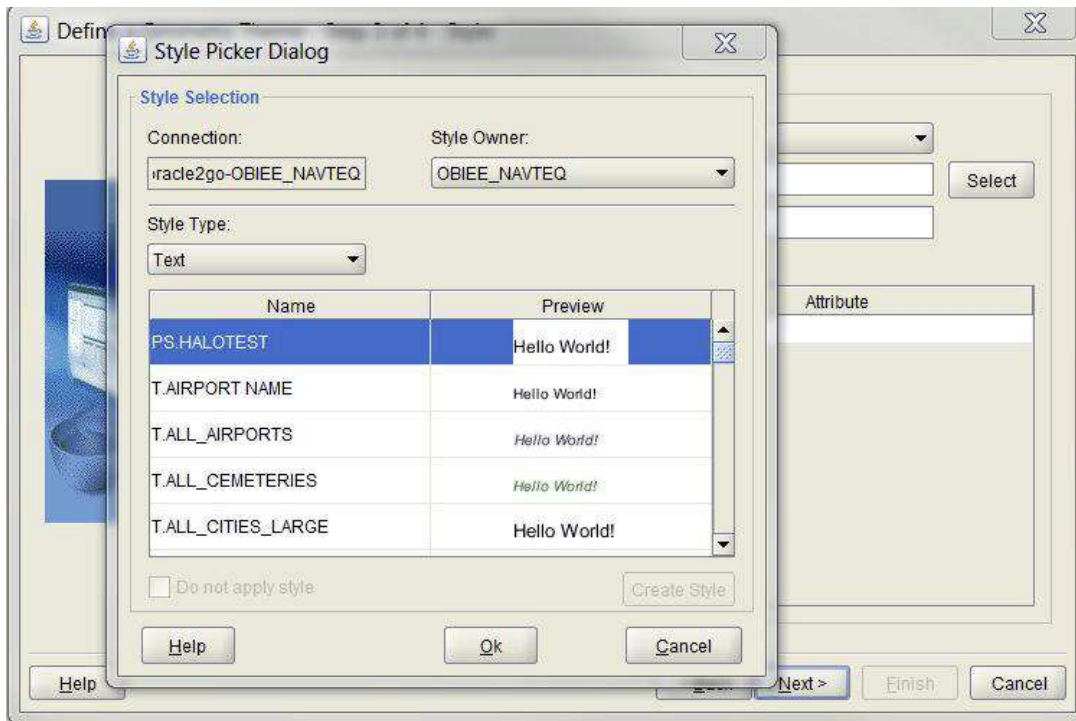 Defin
Style Picker Dialog
Style Selection
Connection:
Style Owner:
racle2go-OBIEE_NAVTEQ
OBIEE_NAVTEQ
Select
Style Type:
Text
Name
Preview
Attribute
PS.HALOTEST
Hello World!
T.AIRPORT NAME
Hello World!
T.ALL_AIRPORTS
Hello World!
T.ALL_CEMETERIES
Hello World!
T.ALL_CITIES_LARGE
Hello World!
Do not apply style
Create Style
Help
Ok
Cancel
Help
Next >
Finish
Cancel